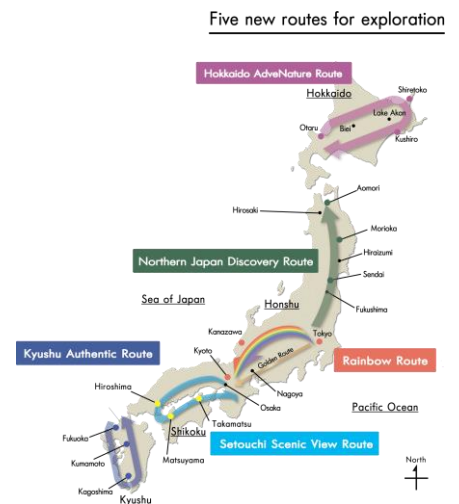 Five new routes for exploration
Hokkaido AdveNature Route
Hokkaido
Shiretoko
Lake Akan
Biei
Otaru
Kushiro
Aomori
Hirosaki
Morioka
Hiraizumi
Northern Japan Discovery Route
Sendai
Sea of Japan
Honshu
Fukushima
Kanazawa
Tokyo
Kyushu Authentic Route
Kyoto
Golden Route
Rainbow Route
Hiroshima
Nagoya
Osaka
Pacific Ocean
Takamatsu
Shikoku
Fukuoka
Setouchi Scenic View Route
Kumamoto
Matsuyama
North
Kagoshima
Kyushu